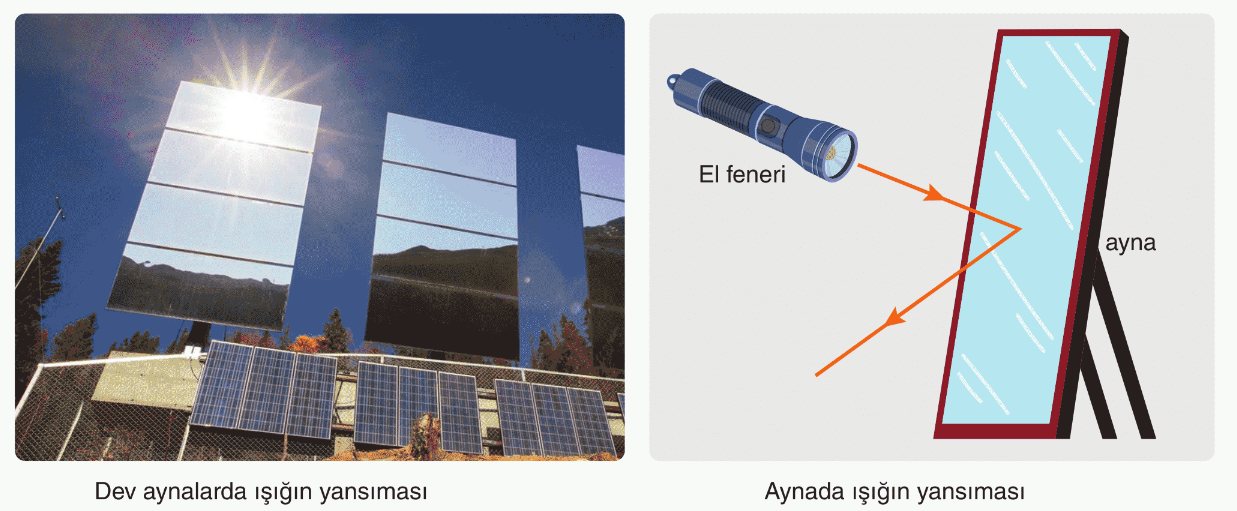 El feneri
ayna
Dev aynalarda ışığın yansıması
Aynada ışığın yansıması